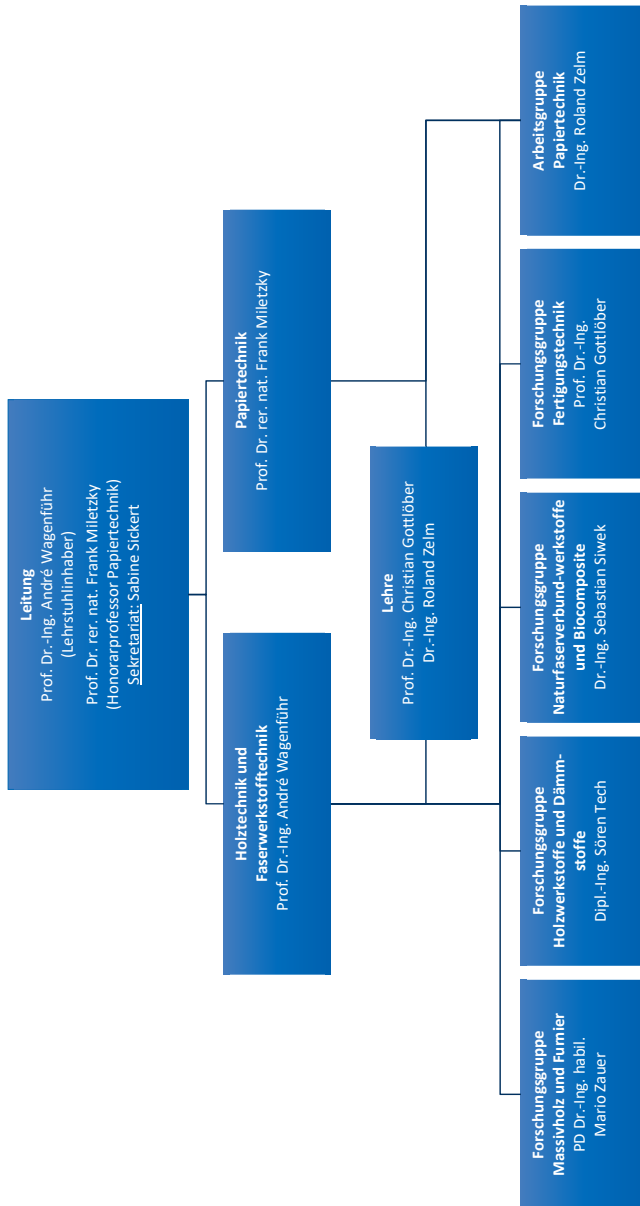 Leitung
Prof. Dr.-Ing. André Wagenführ
(Lehrstuhlinhaber)
Prof. Dr. rer. nat. Frank Miletzky
(Honorarprofessor Papiertechnik)
Sekretariat: Sabine Sickert
Holztechnik und
Faserwerkstofftechnik
Prof. Dr.-Ing. André Wagenführ
Papiertechnik
Prof. Dr. rer. nat. Frank Miletzky
Lehre
Prof. Dr.-Ing. Christian Gottlöber
Dr.-Ing. Roland Zelm
Forschungsgruppe
Massivholz und Furnier
PD Dr.-Ing. habil.
Mario Zauer
Forschungsgruppe
Holzwerkstoffe und Dämm-
stoffe
Dipl.-Ing. Sören Tech
Forschungsgruppe
Naturfaserverbund-werkstoffe
und Biocomposite
Dr.-Ing. Sebastian Siwek
Forschungsgruppe
Fertigungstechnik
Prof. Dr.-Ing.
Christian Gottlöber
Arbeitsgruppe
Papiertechnik
Dr.-Ing. Roland Zelm